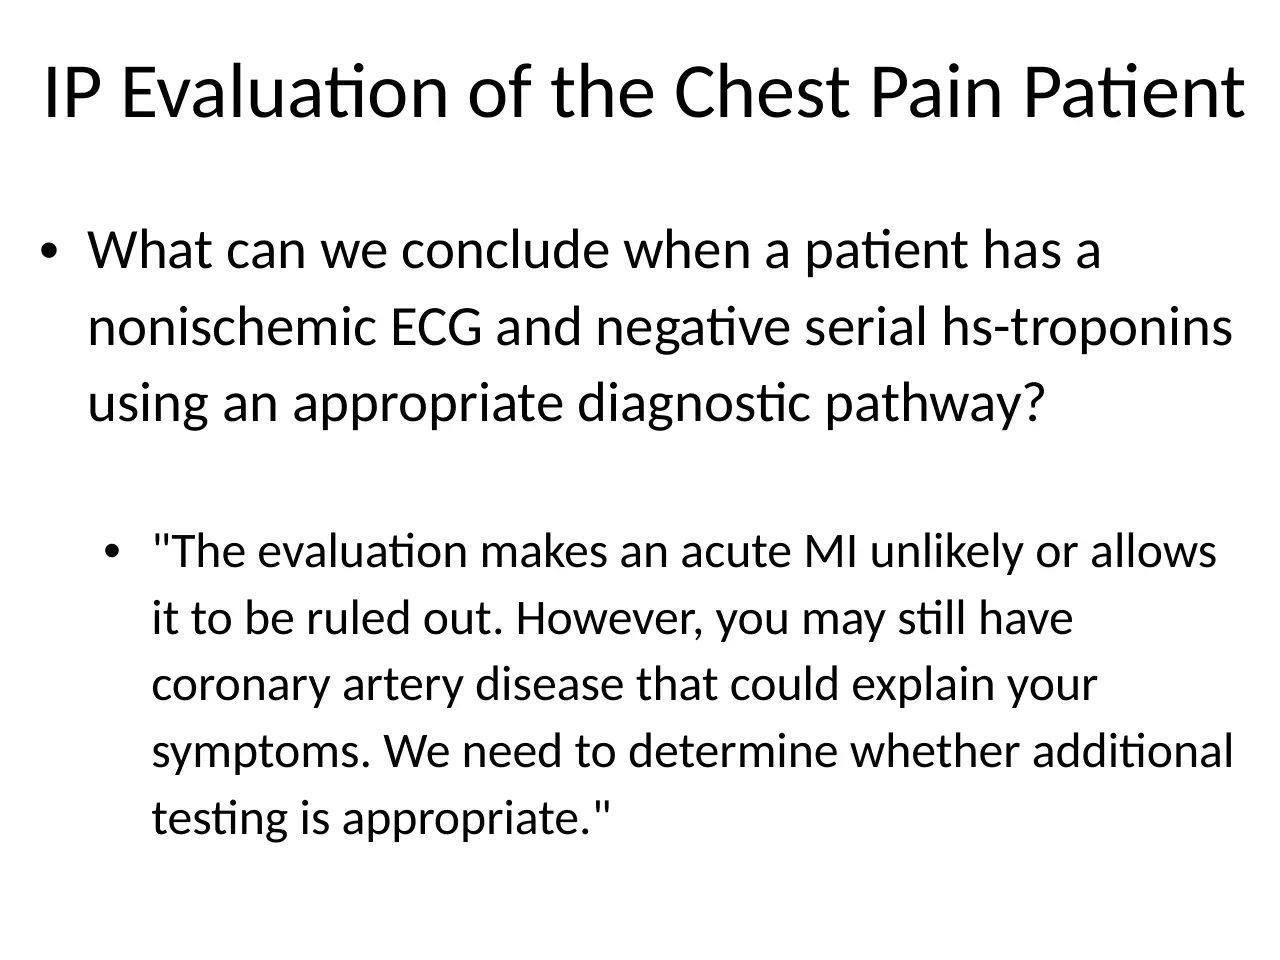 IP Evaluation of the Chest Pain Patient
• What can we conclude when a patient has a
nonischemic ECG and negative serial hs-troponins
using an appropriate diagnostic pathway?
• "The evaluation makes an acute MI unlikely or allows
it to be ruled out. However, you may still have
coronary artery disease that could explain your
symptoms. We need to determine whether additional
testing is appropriate."